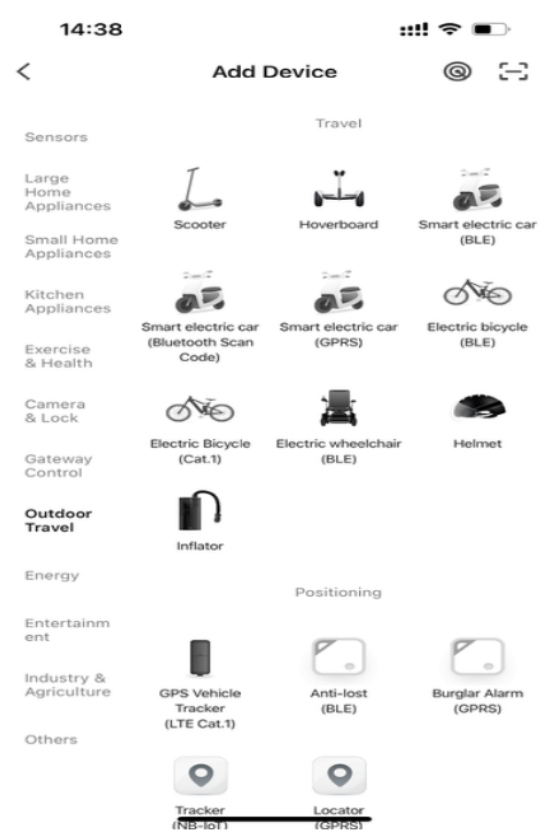 14:38
Add Device
Sensors
Large
Home
Appliances
Small Home
Appliances
Kitchen
Appliances
Exercise
& Health
Camera
& Lock
Gateway
Control
Outdoor
Travel
Energy
Entertainm
ent
Industry &
Agriculture
Others
Travel
Scooter
Hoverboard
Smart electric car
(BLE)
Smart electric car
(Bluetooth Scan
Code)
Smart electric car
(GPRS)
Electric bicycle
(BLE)
Electric Bicycle
(Cat.1)
Electric wheelchair
(BLE)
Helmet
Inflator
Positioning
GPS Vehicle
Tracker
(LTE Cat.1)
Anti-lost
(BLE)
Burglar Alarm
(GPRS)
Tracker
(NB-IoT)
Locator
(GPRS)